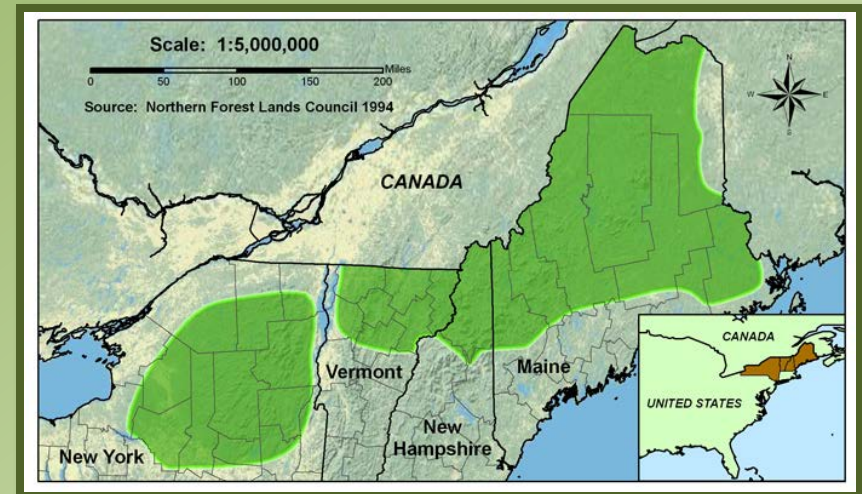 Scale: 1:5,000,000
Miles
0 50 100 150 200
Source: Northern Forest Lands Council 1994
N
W E
S
CANADA
CANADA
Vermont
Maine
UNITED STATES
New
Hampshire
New York